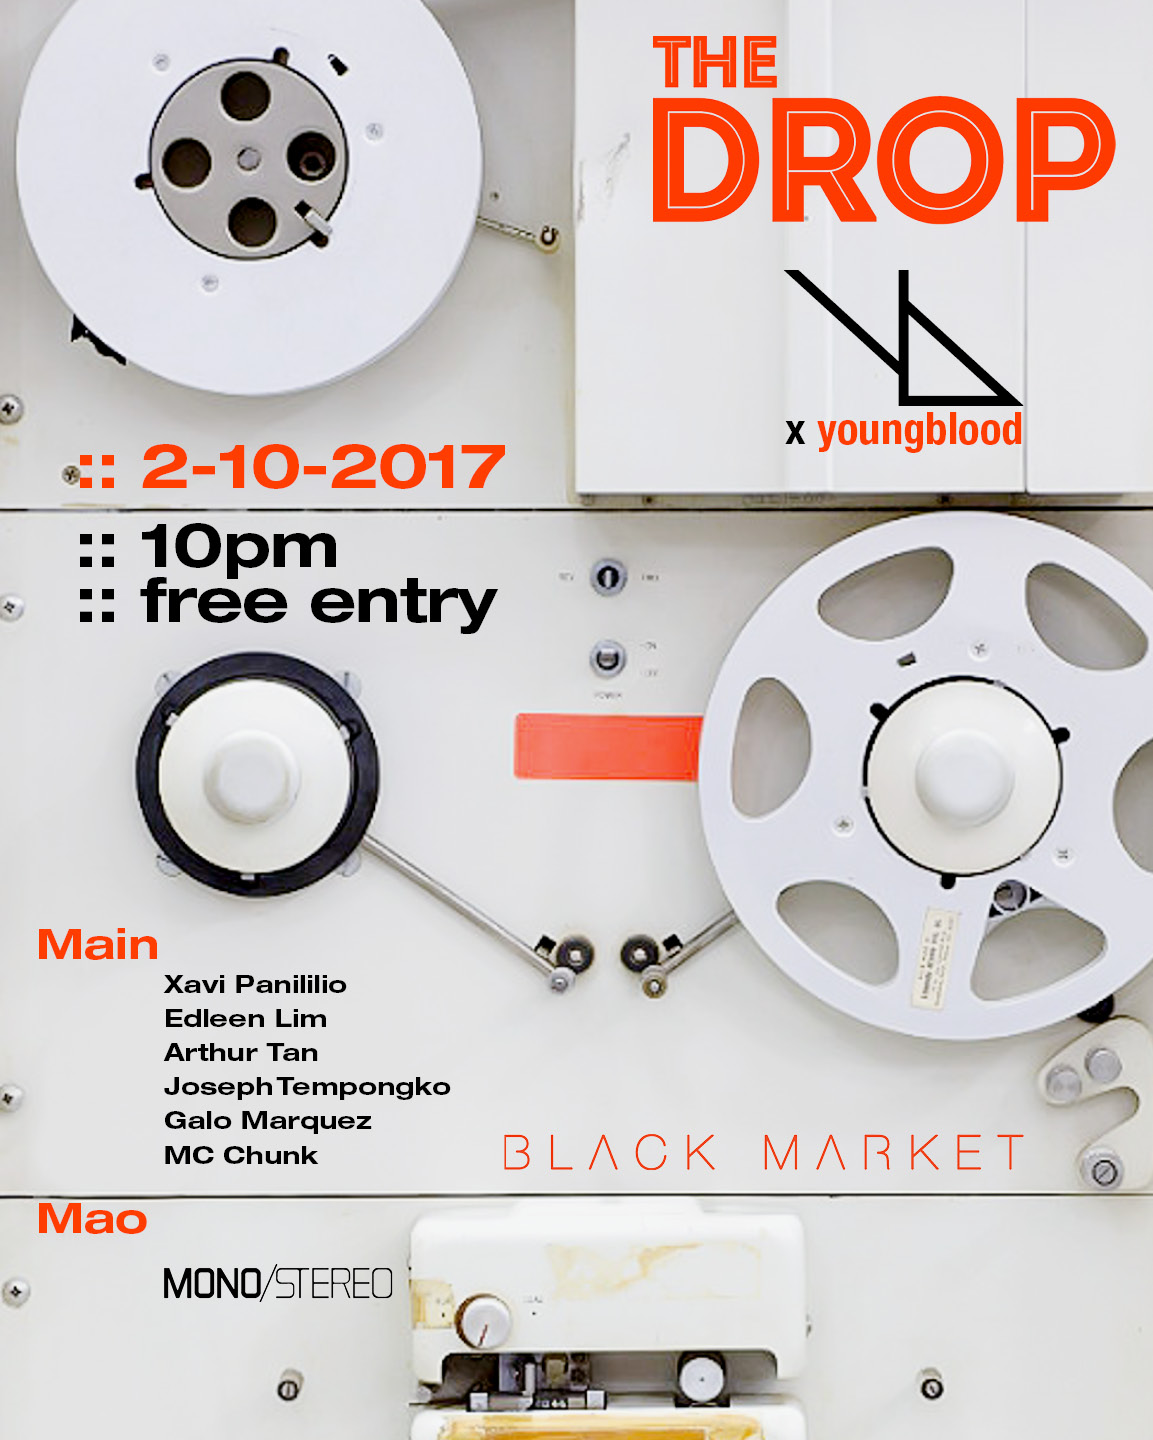 THE
DROP
x youngblood
:: 2-10-2017
:: 10pm
:: free entry
POWER
Main
Xavi Panililio
Edleen Lim
Arthur Tan
Joseph Tempongko
Galo Marquez
MC Chunk
BLACK MARKET
Mao
MONO/STEREO